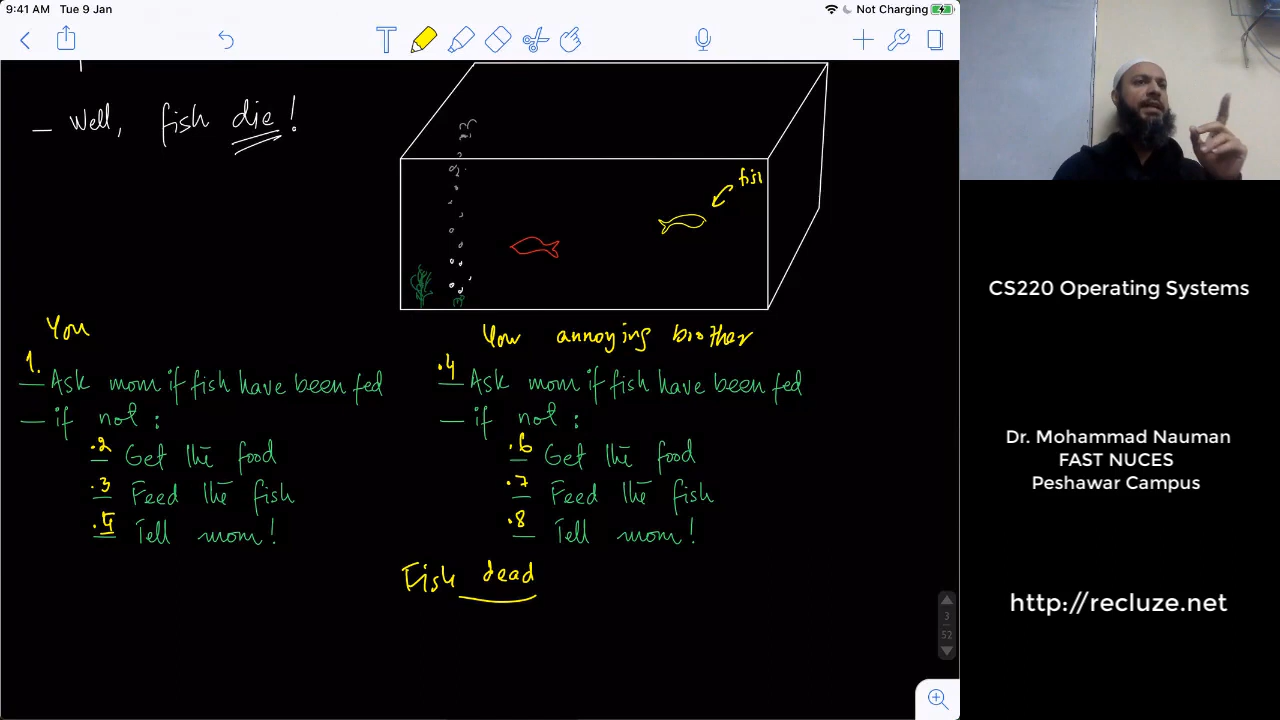 9:41 AM Tue 9 Jan
Not Charging
T
— Well, fish die!
fish
You
Your annoying brother
1.
— Ask mom if fish have been fed
— if not:
.2
— Get the food
.3
— Feed the fish
.5
— Tell mom!
.4
— Ask mom if fish have been fed
— if not:
.6
— Get the food
.7
— Feed the fish
.8
— Tell mom!
Fish dead
3
52
CS220 Operating Systems
Dr. Mohammad Nauman
FAST NUCES
Peshawar Campus
http://recluze.net